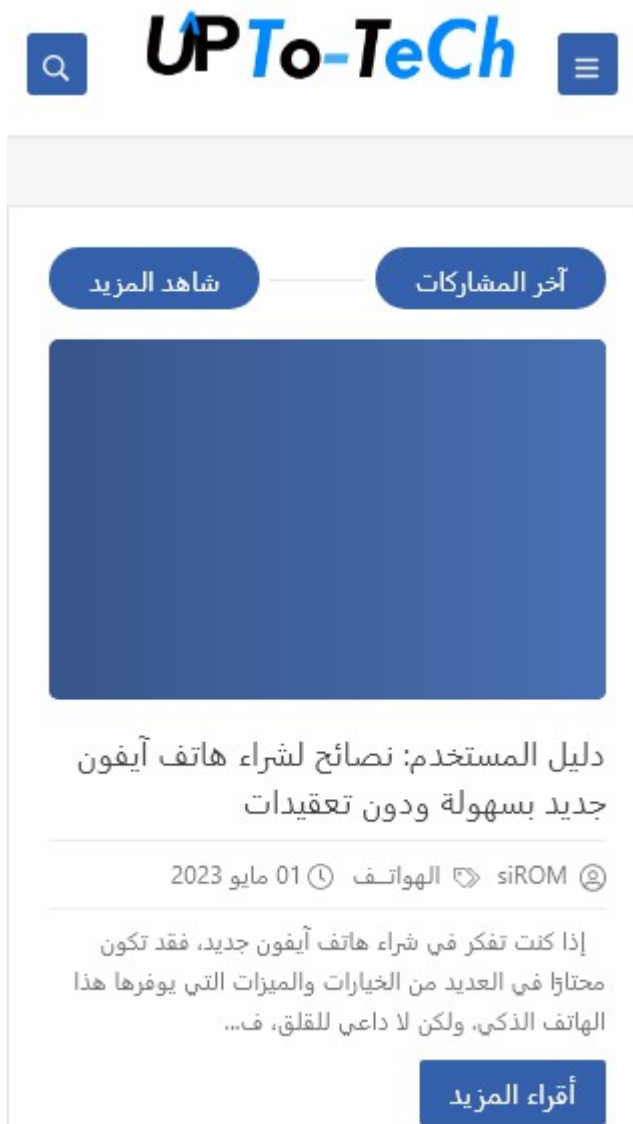 UPTo-TeCh
آخر المشاركات
شاهد المزيد
دليل المستخدم: نصائح لشراء هاتف آيفون
جديد بسهولة ودون تعقيدات
siROM الهواتــف 01 مايو 2023
إذا كنت تفكر في شراء هاتف آيفون جديد، فقد تكون
محتارًا في العديد من الخيارات والميزات التي يوفرها هذا
الهاتف الذكي. ولكن لا داعي للقلق، ف...
أقراء المزيد